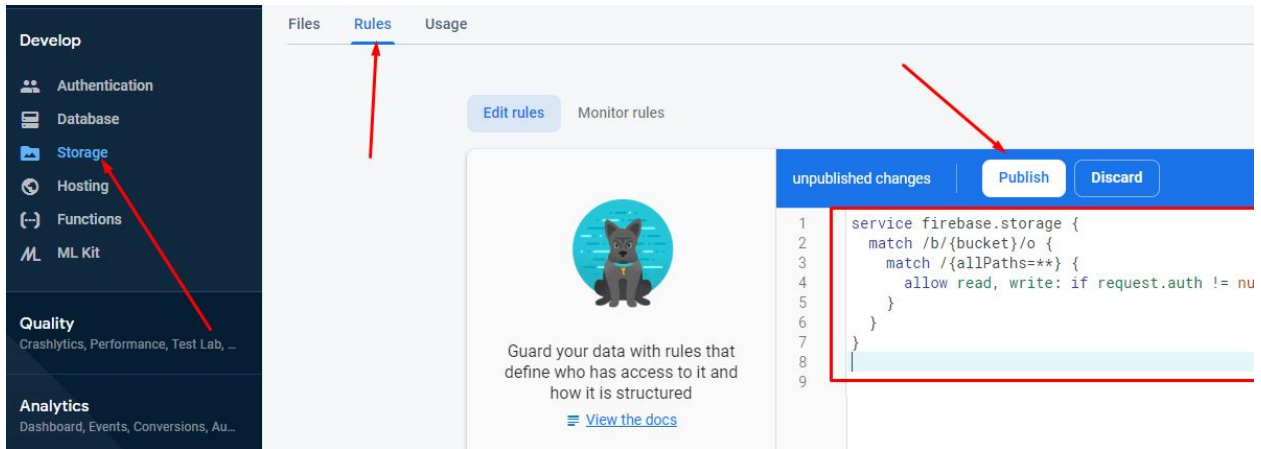 Develop
Authentication
Database
Storage
Hosting
Functions
ML Kit
Quality
Crashlytics, Performance, Test Lab, ...
Analytics
Dashboard, Events, Conversions, Au...
Files Rules Usage
Edit rules Monitor rules
Guard your data with rules that
define who has access to it and
how it is structured
View the docs
unpublished changes Publish Discard
1 service firebase.storage {
2 match /b/{bucket}/o {
3 match /{allPaths=**} {
4 allow read, write: if request.auth != nu
5 }
6 }
7 }
8
9